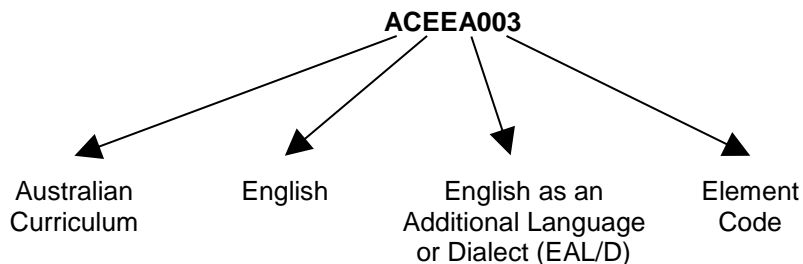 ACEEA003
Australian
Curriculum
English
English as an
Additional Language
or Dialect (EAL/D)
Element
Code